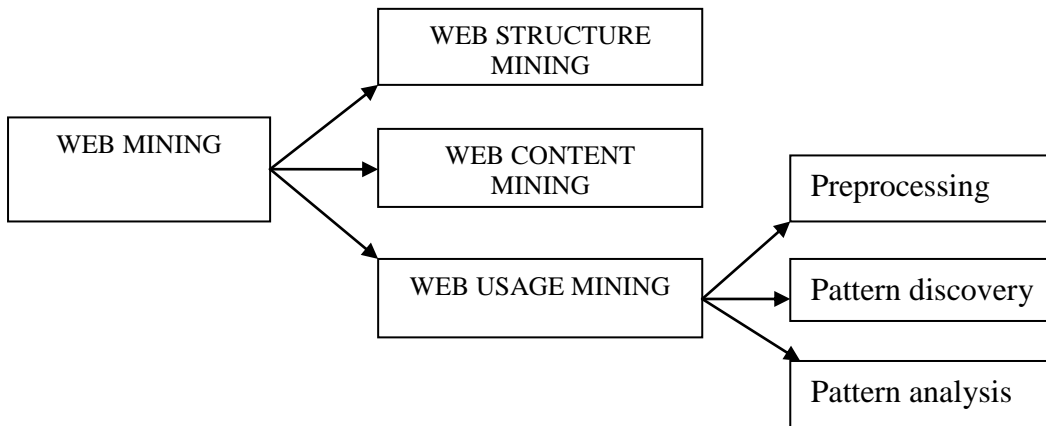 WEB STRUCTURE
MINING
WEB MINING
WEB CONTENT
MINING
Preprocessing
WEB USAGE MINING
Pattern discovery
Pattern analysis